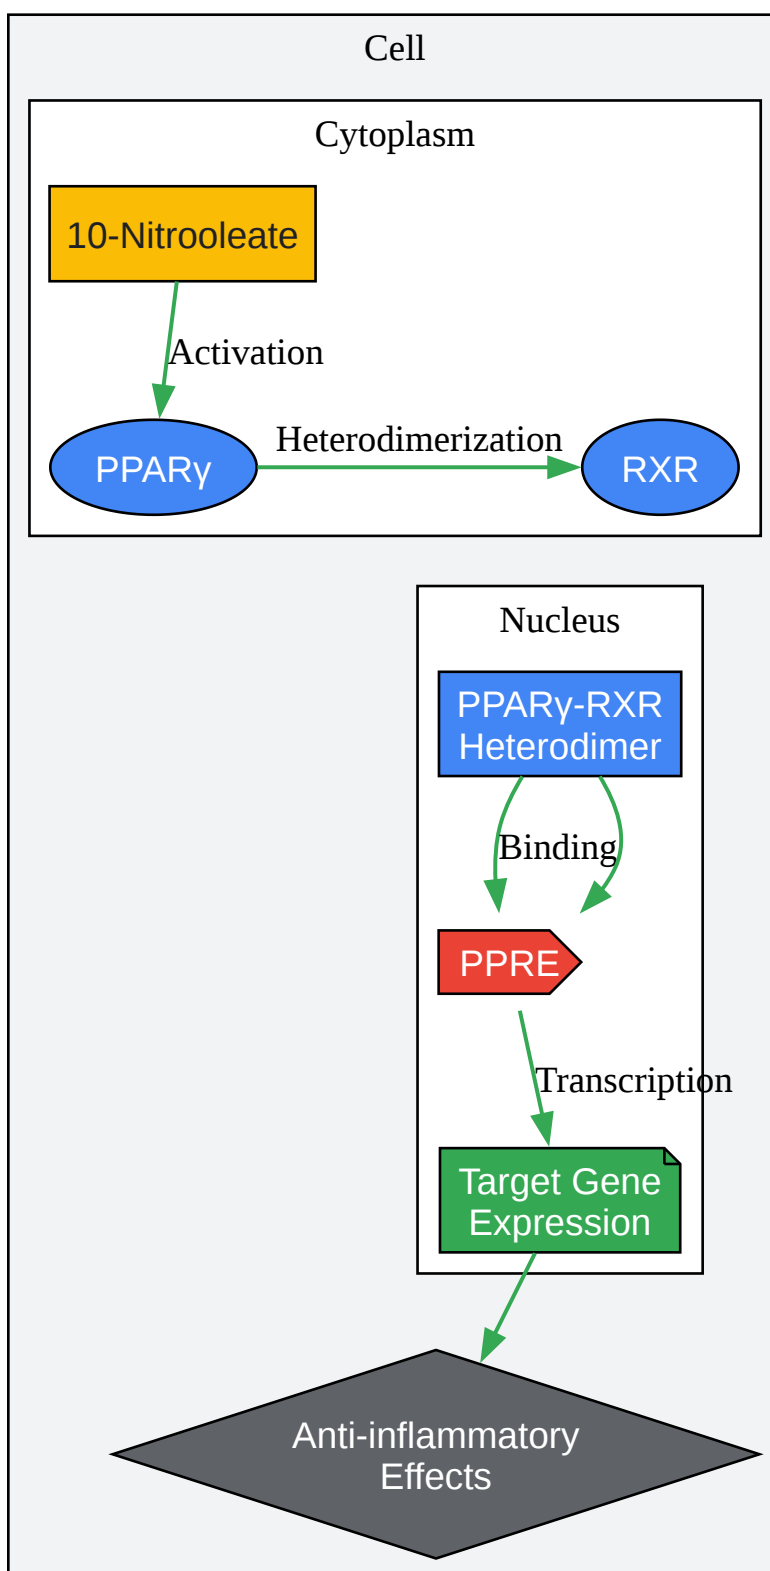 Cell
Cytoplasm
10-Nitrooleate
Activation
Heterodimerization
PPARγ
RXR
Nucleus
PPARγ-RXR
Heterodimer
Binding
PPRE
Transcription
Target Gene
Expression
Anti-inflammatory
Effects